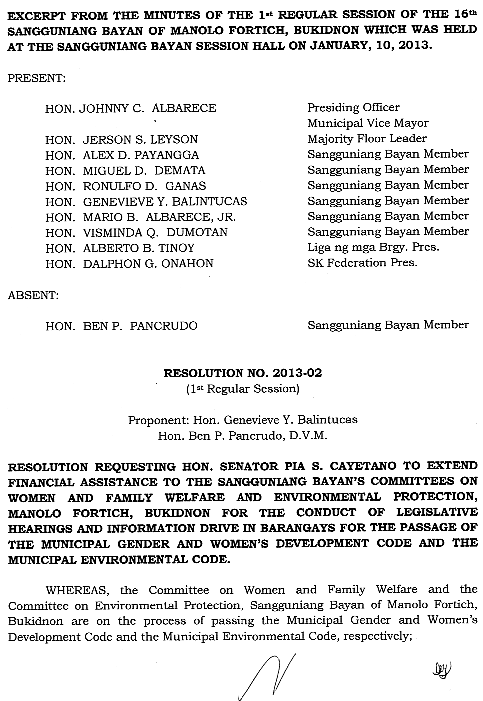 EXCERPT FROM THE MINUTES OF THE 1st REGULAR SESSION OF THE 16th
SANGGUNIANG BAYAN OF MANOLO FORTICH, BUKIDNON WHICH WAS HELD
AT THE SANGGUNIANG BAYAN SESSION HALL ON JANUARY, 10, 2013.
PRESENT:
HON. JOHNNY C. ALBARECE Presiding Officer
Municipal Vice Mayor
HON. JERSON S. LEYSON Majority Floor Leader
HON. ALEX D. PAYANGGA Sangguniang Bayan Member
HON. MIGUEL D. DEMATA Sangguniang Bayan Member
HON. RONULFO D. GANAS Sangguniang Bayan Member
HON. GENEVIEVE Y. BALINTUCAS Sangguniang Bayan Member
HON. MARIO B. ALBARECE, JR. Sangguniang Bayan Member
HON. VISMINDA Q. DUMOTAN Sangguniang Bayan Member
HON. ALBERTO B. TINOY Liga ng mga Brgy. Pres.
HON. DALPHON G. ONAHON SK Federation Pres.
ABSENT:
HON. BEN P. PANCRUDO Sangguniang Bayan Member
RESOLUTION NO. 2013-02
(1st Regular Session)
Proponent: Hon. Genevieve Y. Balintucas
Hon. Ben P. Pancrudo, D.V.M.
RESOLUTION REQUESTING HON. SENATOR PIA S. CAYETANO TO EXTEND
FINANCIAL ASSISTANCE TO THE SANGGUNIANG BAYAN'S COMMITTEES ON
WOMEN AND FAMILY WELFARE AND ENVIRONMENTAL PROTECTION,
MANOLO FORTICH, BUKIDNON FOR THE CONDUCT OF LEGISLATIVE
HEARINGS AND INFORMATION DRIVE IN BARANGAYS FOR THE PASSAGE OF
THE MUNICIPAL GENDER AND WOMEN'S DEVELOPMENT CODE AND THE
MUNICIPAL ENVIRONMENTAL CODE.
WHEREAS, the Committee on Women and Family Welfare and the
Committee on Environmental Protection, Sangguniang Bayan of Manolo Fortich,
Bukidnon are on the process of passing the Municipal Gender and Women's
Development Code and the Municipal Environmental Code, respectively;